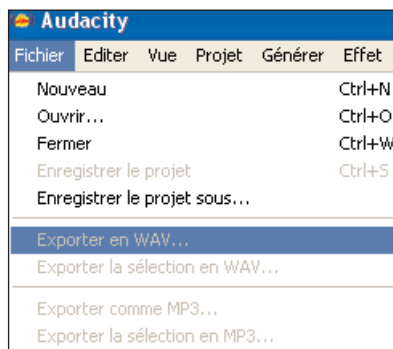 Audacity
Fichier Editer Vue Projet Générer Effet
Nouveau Ctrl+N
Ouvrir... Ctrl+O
Fermer Ctrl+W
Enregistrer le projet Ctrl+S
Enregistrer le projet sous...
Exporter en WAV...
Exporter la sélection en WAV...
Exporter comme MP3...
Exporter la sélection en MP3...